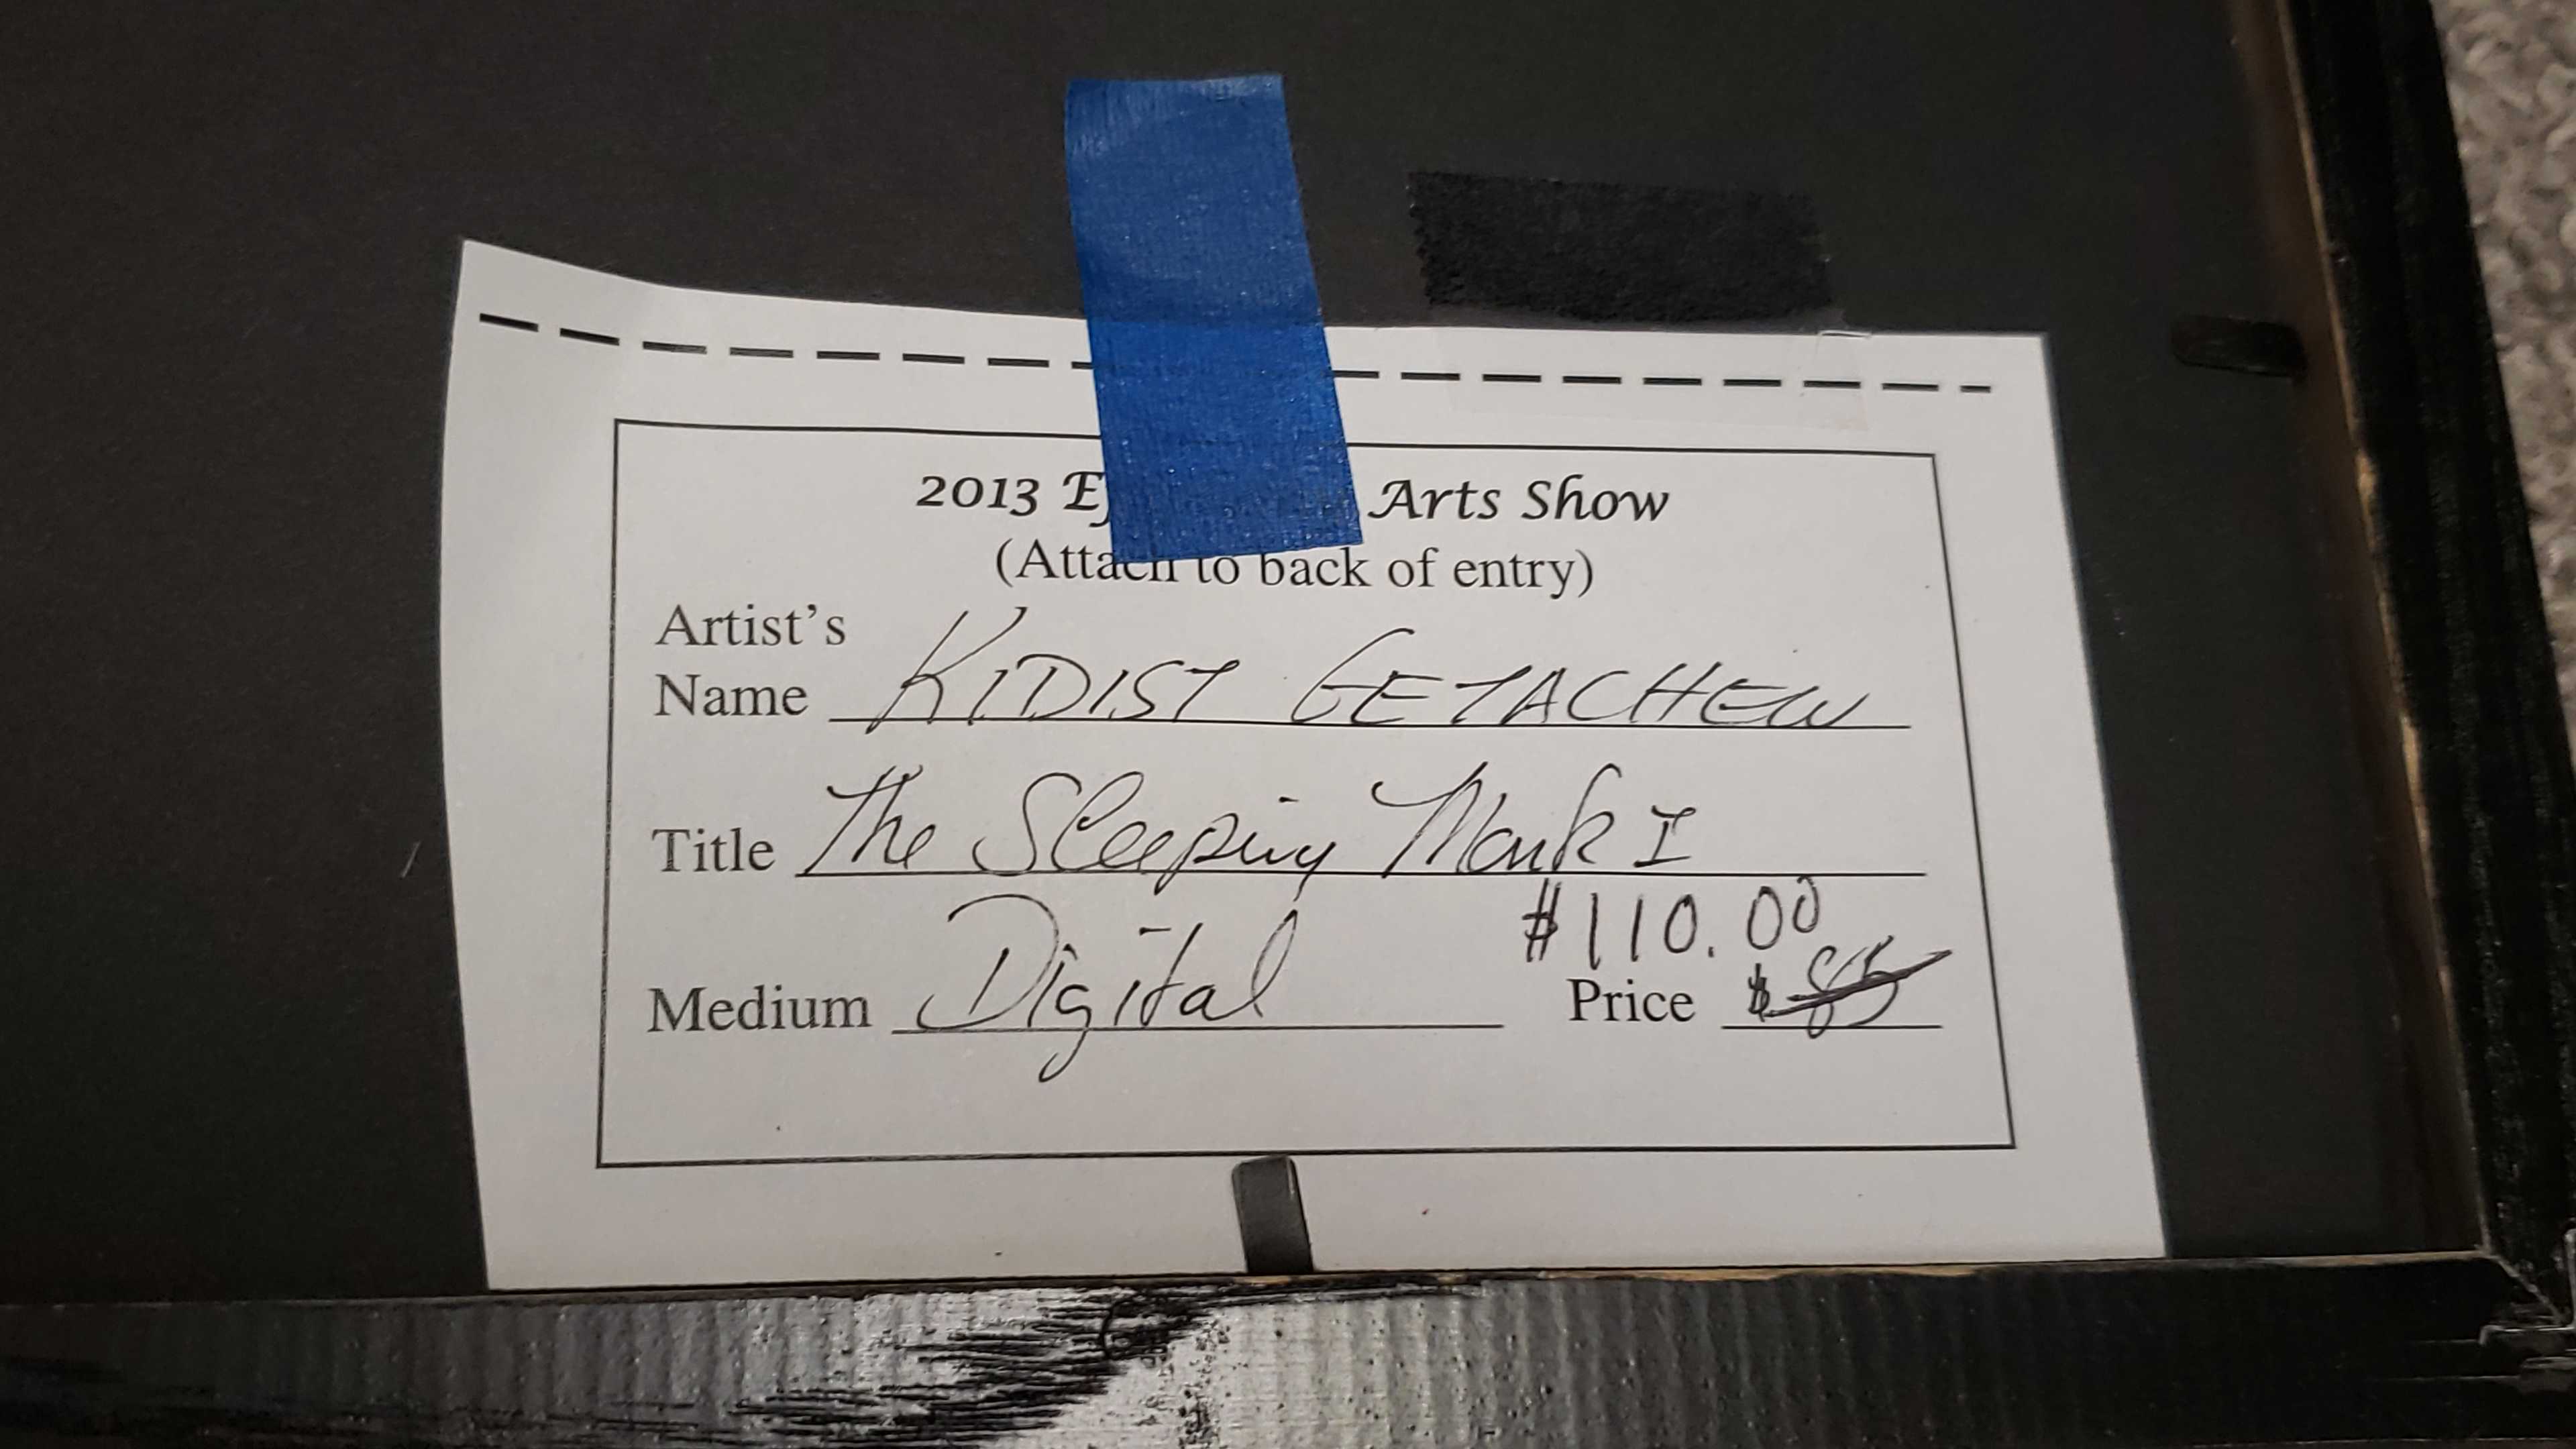 2013 Arts Show
(Attach to back of entry)
Artist's
Name KIDIST GETACHEW
Title The Sleeping Monk I
$110.00
Medium Digital Price $ 85